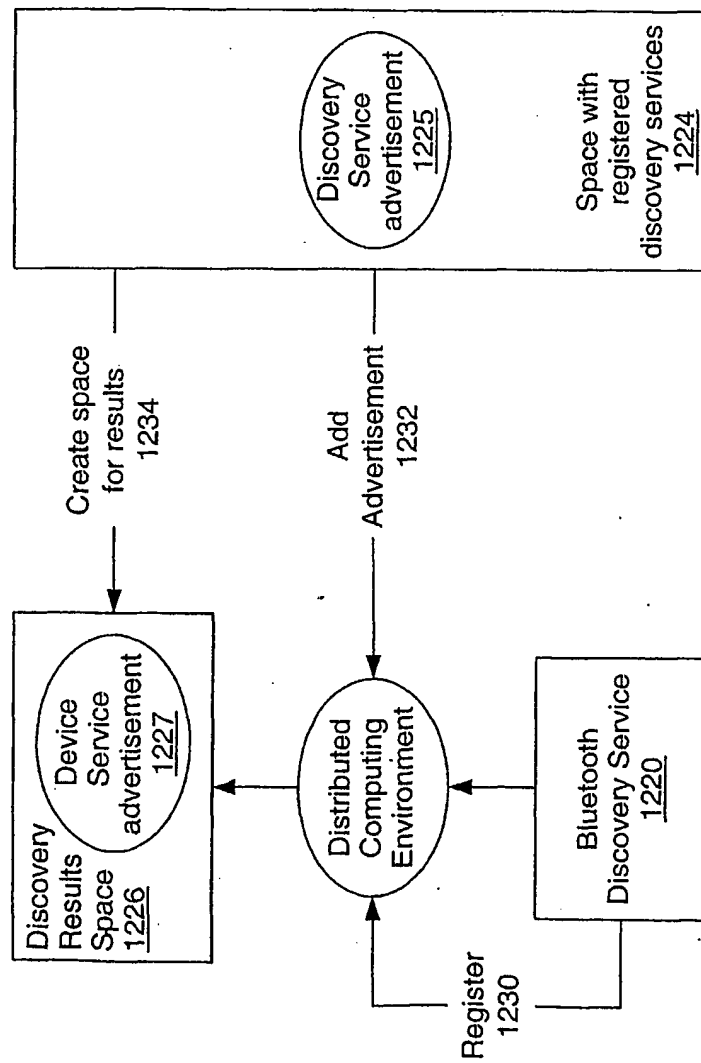 Discovery
Results
Space
1226
Device
Service
advertisement
1227
Create space
for results
1234
Discovery
Service
advertisement
1225
Space with
registered
discovery services
1224
Distributed
Computing
Environment
Add
Advertisement
1232
Register
1230
Bluetooth
Discovery Service
1220